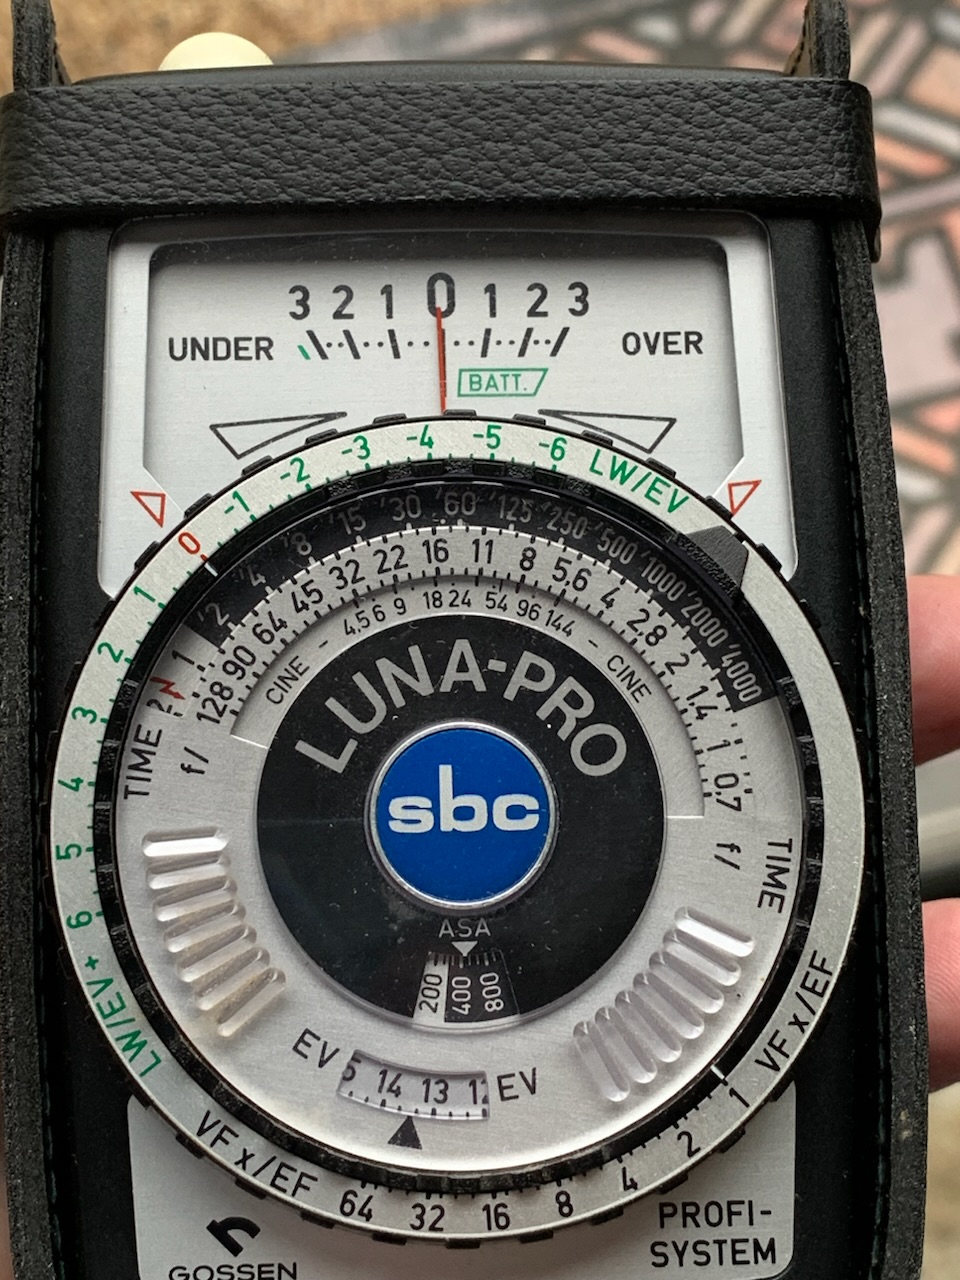 3 2 1 0 1 2 3
UNDER OVER
BATT.
6 5 4 3 2 1 0 -1 -2 -3 -4 -5 -6 LW/EV
TIME 1 '2 '4 '8 '15 '30 '60 '125 '250 '500 '1000 '2000 '4000 TIME
f/ 128 90 64 45 32 22 16 11 8 5,6 4 2,8 2 1,4 1 0,7 f/
CINE - 4,5 6 9 18 24 54 96 144 - CINE
LUNA-PRO
sbc
ASA
200 400 800
EV 14 13 EV
LW/EV+
VF x/EF 64 32 16 8 4 2 1 VF x/EF
PROFI-
SYSTEM
GOSSEN